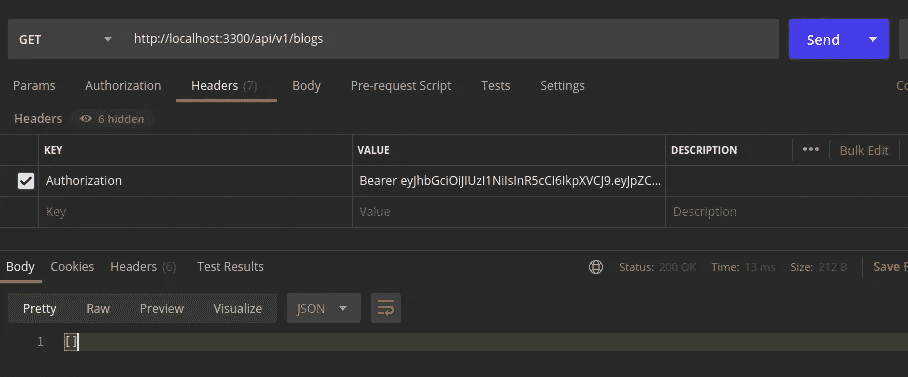 GET http://localhost:3300/api/v1/blogs Send
Params Authorization Headers (7) Body Pre-request Script Tests Settings Co
Headers 6 hidden
KEY VALUE DESCRIPTION ••• Bulk Edit
Authorization Bearer eyJhbGciOiJIUzI1NiIsInR5cCI6IkpXVCJ9.eyJpZC...
Key Value Description
Body Cookies Headers (6) Test Results Status: 200 OK Time: 13 ms Size: 212 B Save R
Pretty Raw Preview Visualize JSON
1 []